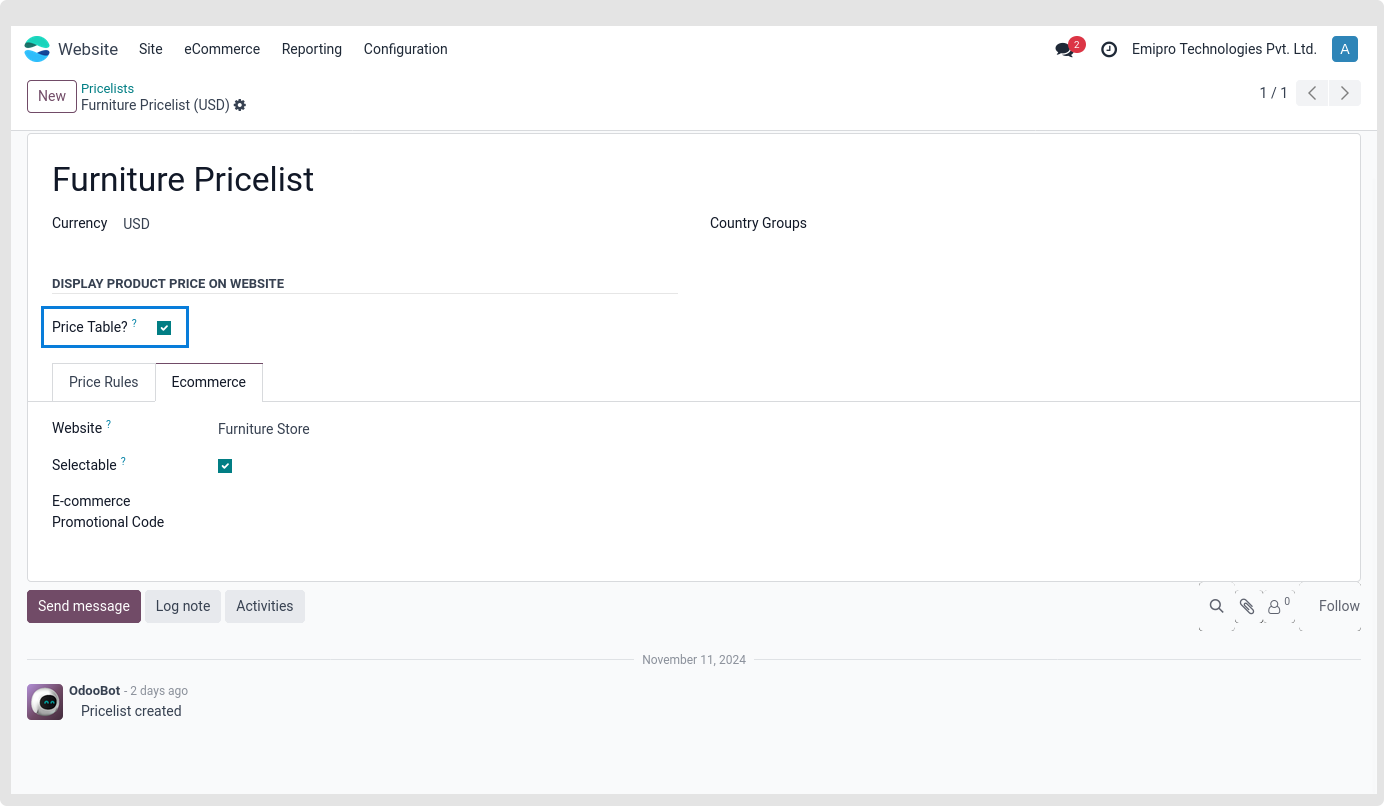 Website Site eCommerce Reporting Configuration 2 Emipro Technologies Pvt. Ltd. A
New Pricelists
Furniture Pricelist (USD) 1 / 1
Furniture Pricelist
Currency USD Country Groups
DISPLAY PRODUCT PRICE ON WEBSITE
Price Table? ?
Price Rules Ecommerce
Website ? Furniture Store
Selectable ?
E-commerce
Promotional Code
Send message Log note Activities 0 Follow
November 11, 2024
OdooBot - 2 days ago
Pricelist created